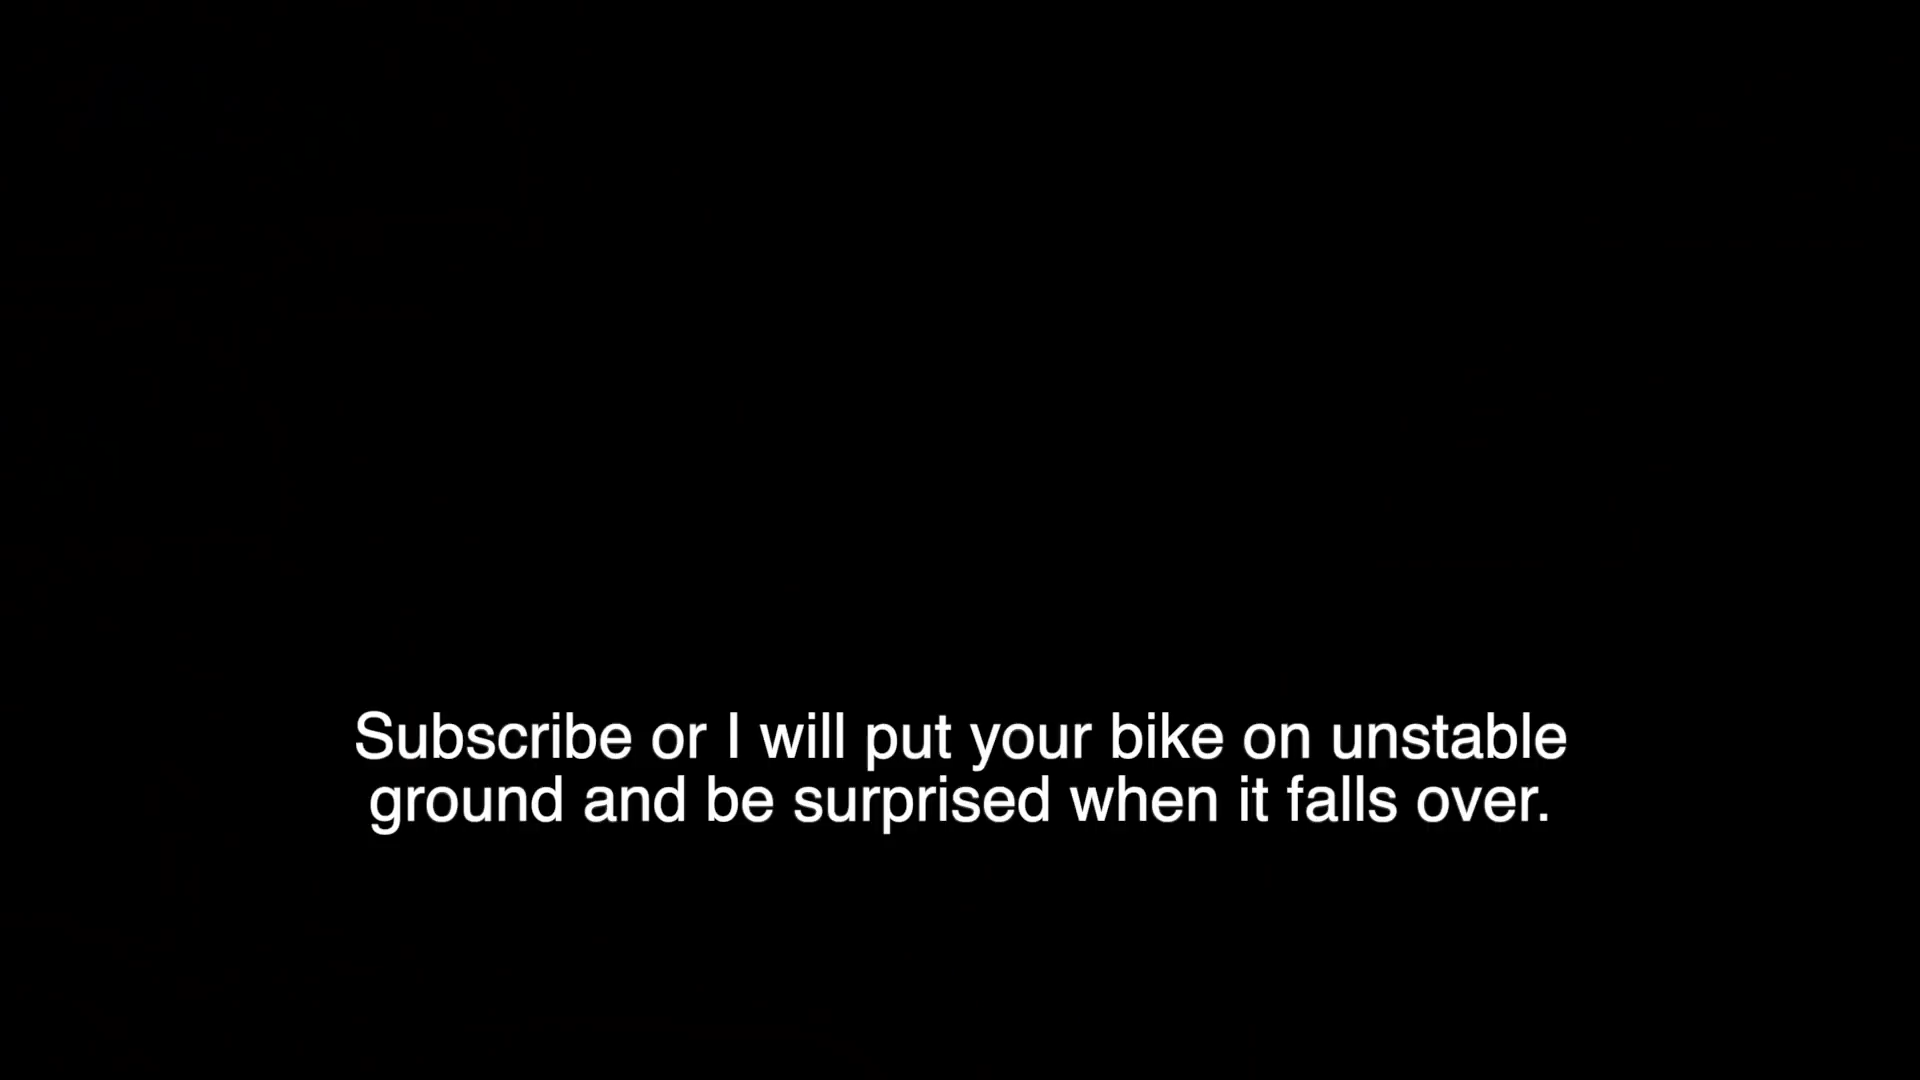 Subscribe or I will put your bike on unstable
ground and be surprised when it falls over.